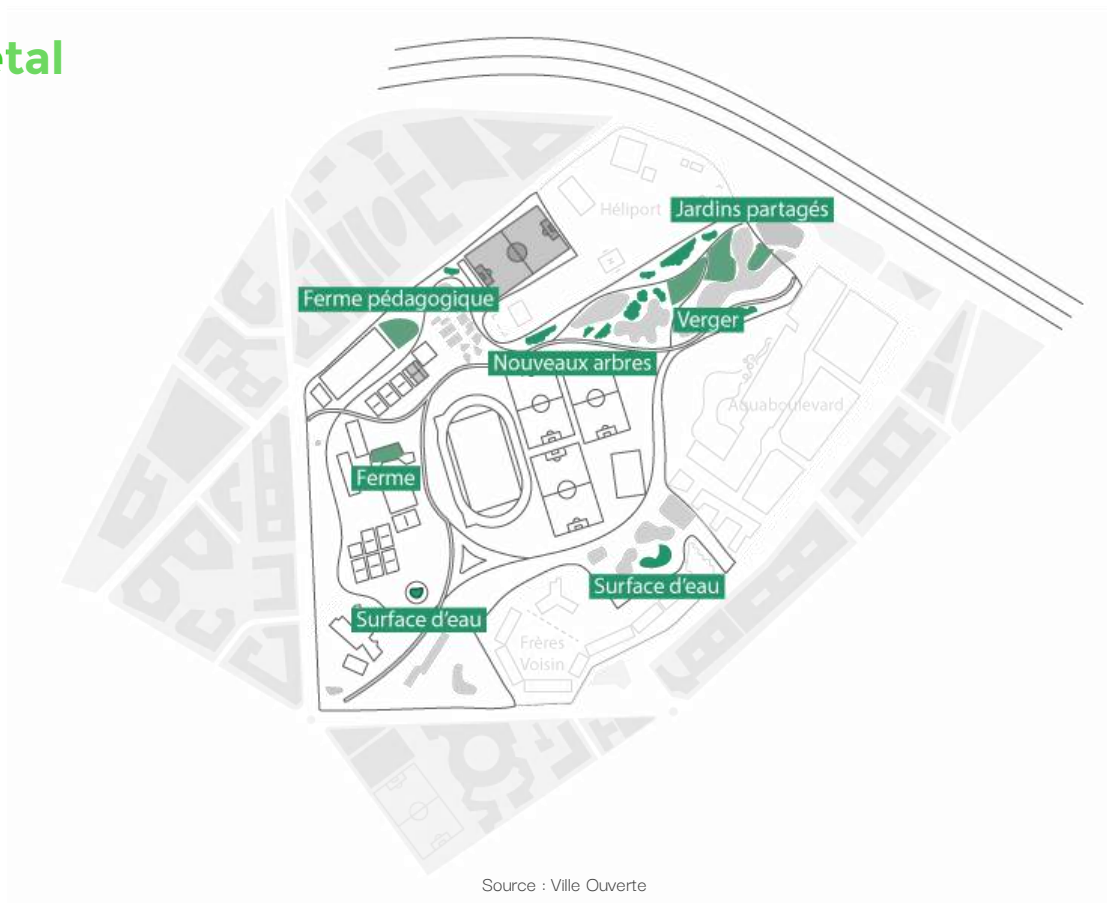 Héliport
Jardins partagés
Ferme pédagogique
Verger
Nouveaux arbres
Aquaboulevard
Ferme
Surface d'eau
Surface d'eau
Frères
Voisin
Source : Ville Ouverte